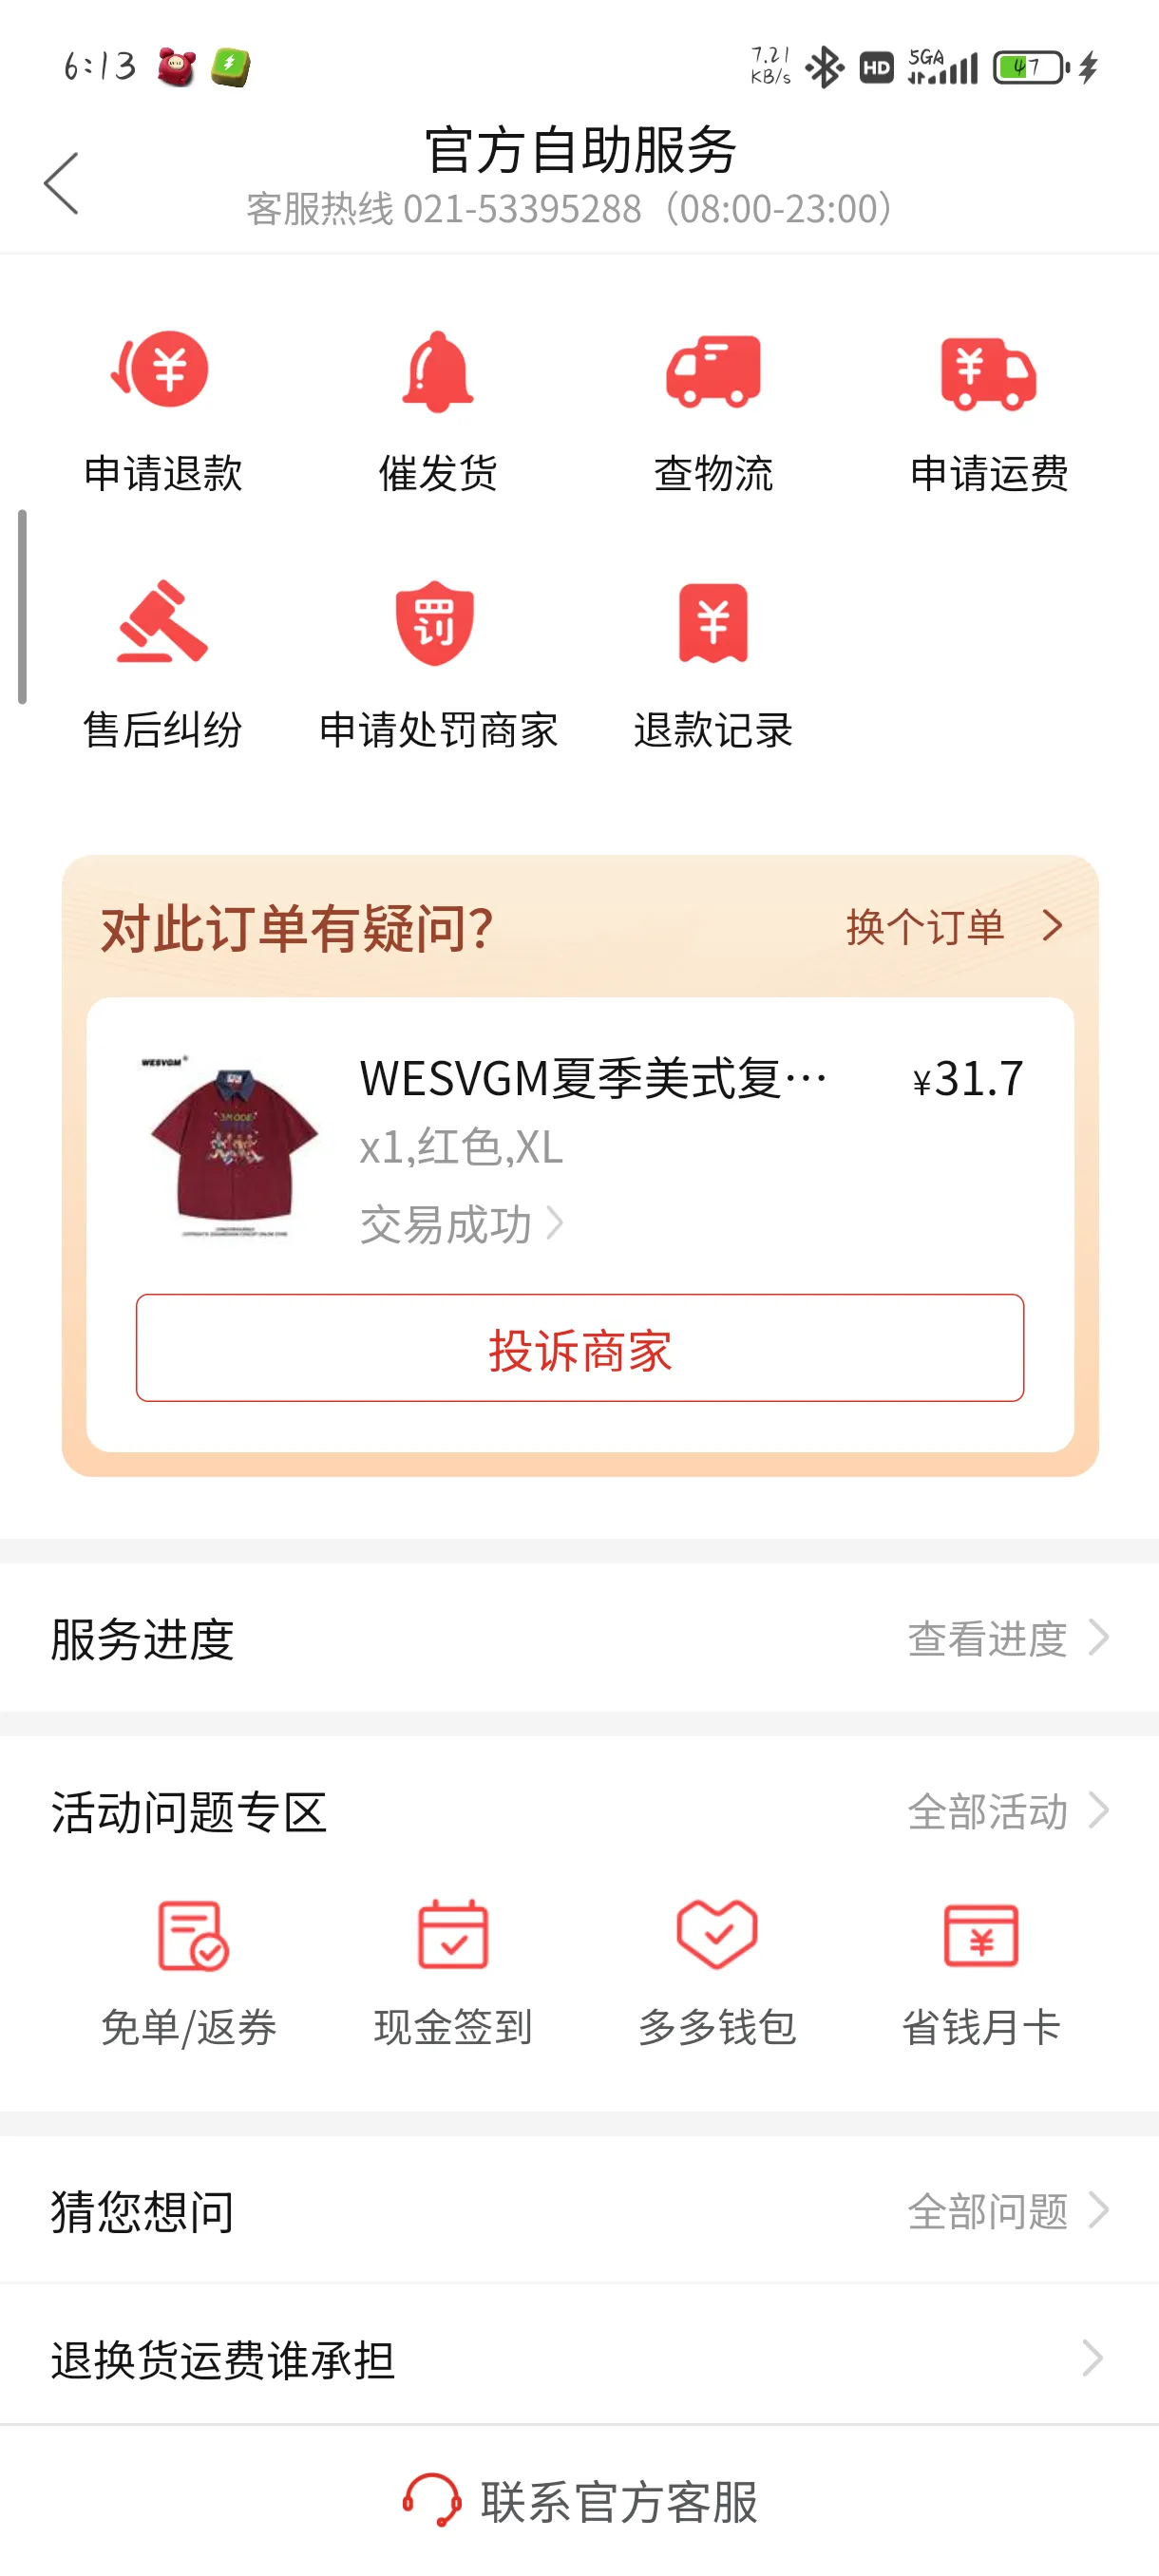 6:13
7.21 KB/s HD 5GA 47
官方自助服务
客服热线 021-53395288（08:00-23:00）
申请退款 催发货 查物流 申请运费
罚
售后纠纷 申请处罚商家 退款记录
对此订单有疑问？ 换个订单
WESVGM
WESVGM夏季美式复… ¥31.7
x1,红色,XL
交易成功
投诉商家
服务进度 查看进度
活动问题专区 全部活动
免单/返券 现金签到 多多钱包 省钱月卡
猜您想问 全部问题
退换货运费谁承担
联系官方客服